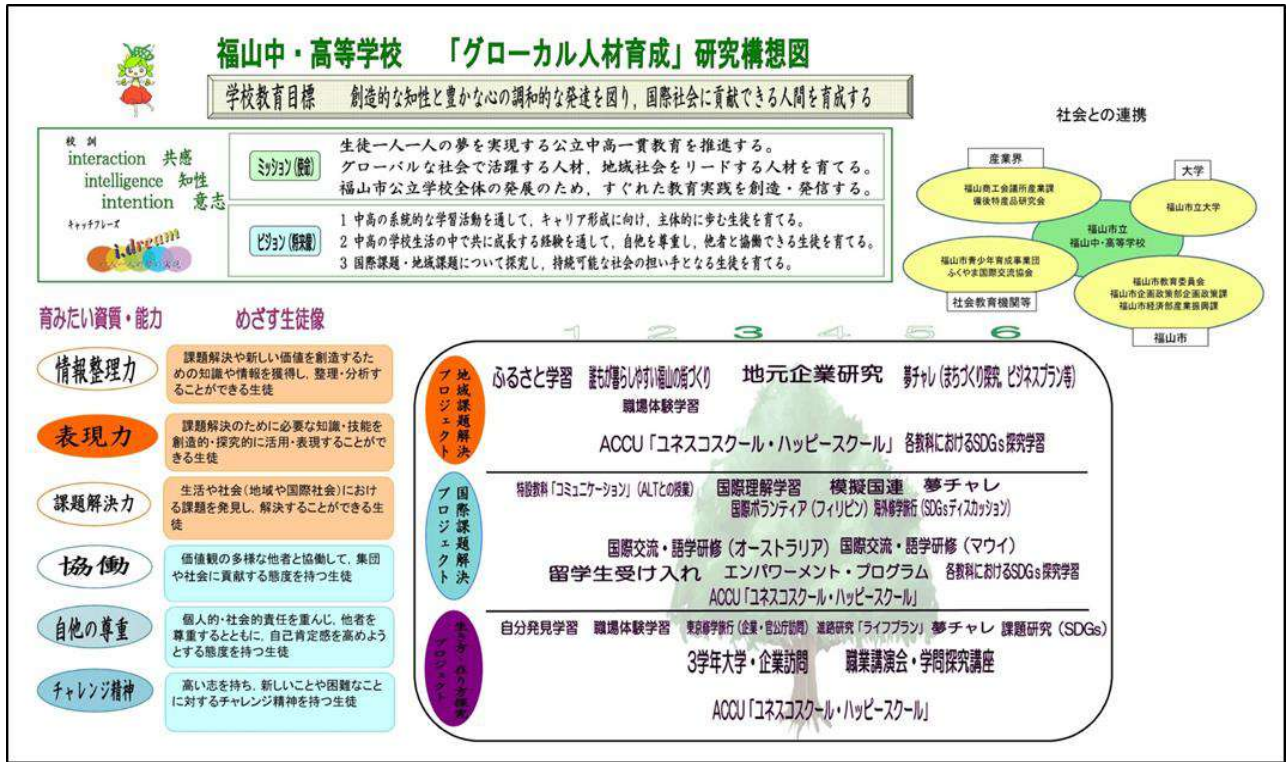 福山中・高等学校　「グローカル人材育成」研究構想図
学校教育目標　創造的な知性と豊かな心の調和的な発達を図り，国際社会に貢献できる人間を育成する
校訓
interaction　共感
intelligence　知性
intention　意志
キャッチフレーズ
i.dream
ミッション（使命）
生徒一人一人の夢を実現する公立中高一貫教育を推進する。
グローバルな社会で活躍する人材，地域社会をリードする人材を育てる。
福山市公立学校全体の発展のため，すぐれた教育実践を創造・発信する。
ビジョン（将来像）
1 中高の系統的な学習活動を通して，キャリア形成に向け，主体的に歩む生徒を育てる。
2 中高の学校生活の中で共に成長する経験を通して，自他を尊重し，他者と協働できる生徒を育てる。
3 国際課題・地域課題について探究し，持続可能な社会の担い手となる生徒を育てる。
社会との連携
産業界
福山商工会議所産業課
備後特産品研究会
大学
福山市立大学
福山市立
福山中・高等学校
福山市青少年育成事業団
ふくやま国際交流協会
社会教育機関等
福山市教育委員会
福山市企画政策部企画政策課
福山市経済部産業振興課
福山市
育みたい資質・能力
めざす生徒像
情報整理力
課題解決や新しい価値を創造するた
めの知識や情報を獲得し，整理・分析す
ることができる生徒
表現力
課題解決のために必要な知識・技能を
創造的・探究的に活用・表現することがで
きる生徒
課題解決力
生活や社会（地域や国際社会）におけ
る課題を発見し，解決することができる生
徒
協働
価値観の多様な他者と協働して，集団
や社会に貢献する態度を持つ生徒
自他の尊重
個人的・社会的責任を重んじ，他者を
尊重するとともに，自己肯定感を高めよう
とする態度を持つ生徒
チャレンジ精神
高い志を持ち，新しいことや困難なこと
に対するチャレンジ精神を持つ生徒
1 2 3 4 5 6
地域課題解決
プロジェクト
ふるさと学習　誰もが暮らしやすい福山の街づくり　地元企業研究　夢チャレ（まちづくり探究，ビジネスプラン等）
職場体験学習
ACCU「ユネスコスクール・ハッピースクール」　各教科におけるSDGs探究学習
国際課題解決
プロジェクト
特設教科「コミュニケーション」（ALTとの授業）　国際理解学習　模擬国連　夢チャレ
国際ボランティア（フィリピン）　海外修学旅行（SDGsディスカッション）
国際交流・語学研修（オーストラリア）　国際交流・語学研修（マウイ）
留学生受け入れ　エンパワーメント・プログラム　各教科におけるSDGs探究学習
ACCU「ユネスコスクール・ハッピースクール」
生き方・在り方探究
プロジェクト
自分発見学習　職場体験学習　東京修学旅行（企業・官公庁訪問）　進路研究「ライフプラン」　夢チャレ　課題研究（SDGs）
3学年大学・企業訪問　職業講演会・学問探究講座
ACCU「ユネスコスクール・ハッピースクール」